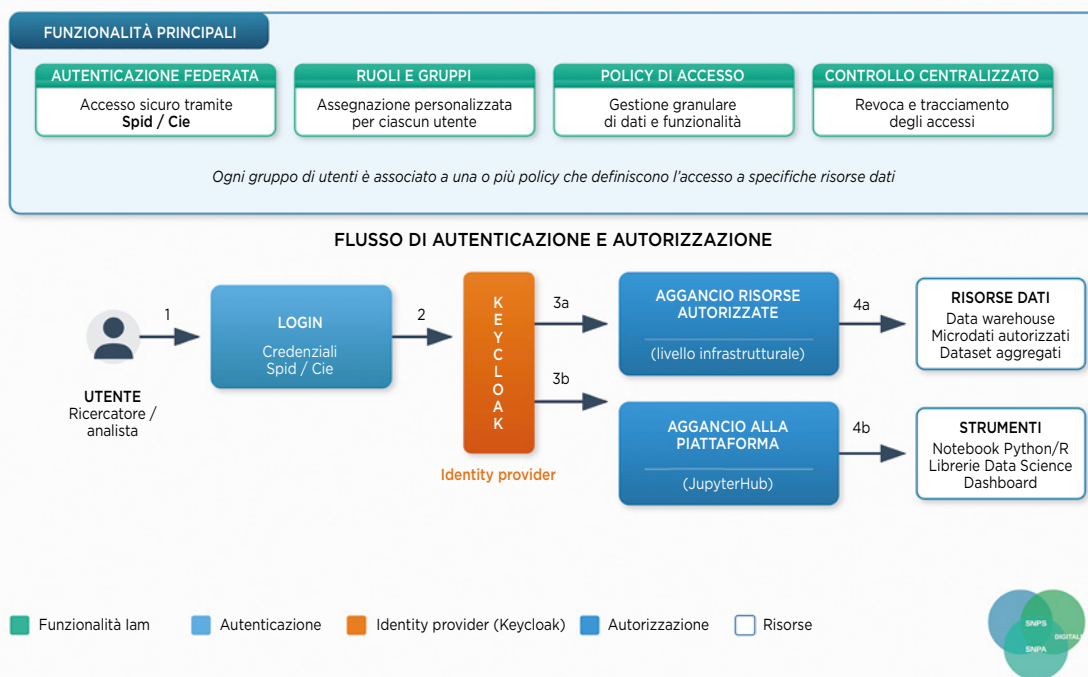 FUNZIONALITÀ PRINCIPALI
AUTENTICAZIONE FEDERATA
Accesso sicuro tramite
Spid / Cie
RUOLI E GRUPPI
Assegnazione personalizzata
per ciascun utente
POLICY DI ACCESSO
Gestione granulare
di dati e funzionalità
CONTROLLO CENTRALIZZATO
Revoca e tracciamento
degli accessi
Ogni gruppo di utenti è associato a una o più policy che definiscono l'accesso a specifiche risorse dati
FLUSSO DI AUTENTICAZIONE E AUTORIZZAZIONE
UTENTE
Ricercatore /
analista
1
LOGIN
Credenziali
Spid / Cie
2
KEYCLOAK
Identity provider
3a
AGGANCIO RISORSE
AUTORIZZATE
(livello infrastrutturale)
4a
RISORSE DATI
Data warehouse
Microdati autorizzati
Dataset aggregati
3b
AGGANCIO ALLA
PIATTAFORMA
(JupyterHub)
4b
STRUMENTI
Notebook Python/R
Librerie Data Science
Dashboard
Funzionalità Iam
Autenticazione
Identity provider (Keycloak)
Autorizzazione
Risorse
SNPS
DIGITALE
SNPA